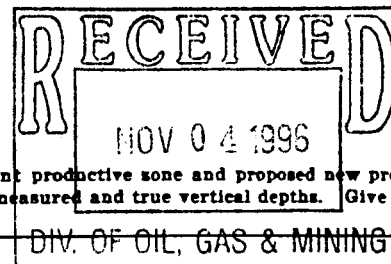 RECEIVED
NOV 04 1996
nt productive zone and proposed new pro
measured and true vertical depths. Give
DIV. OF OIL, GAS & MINING